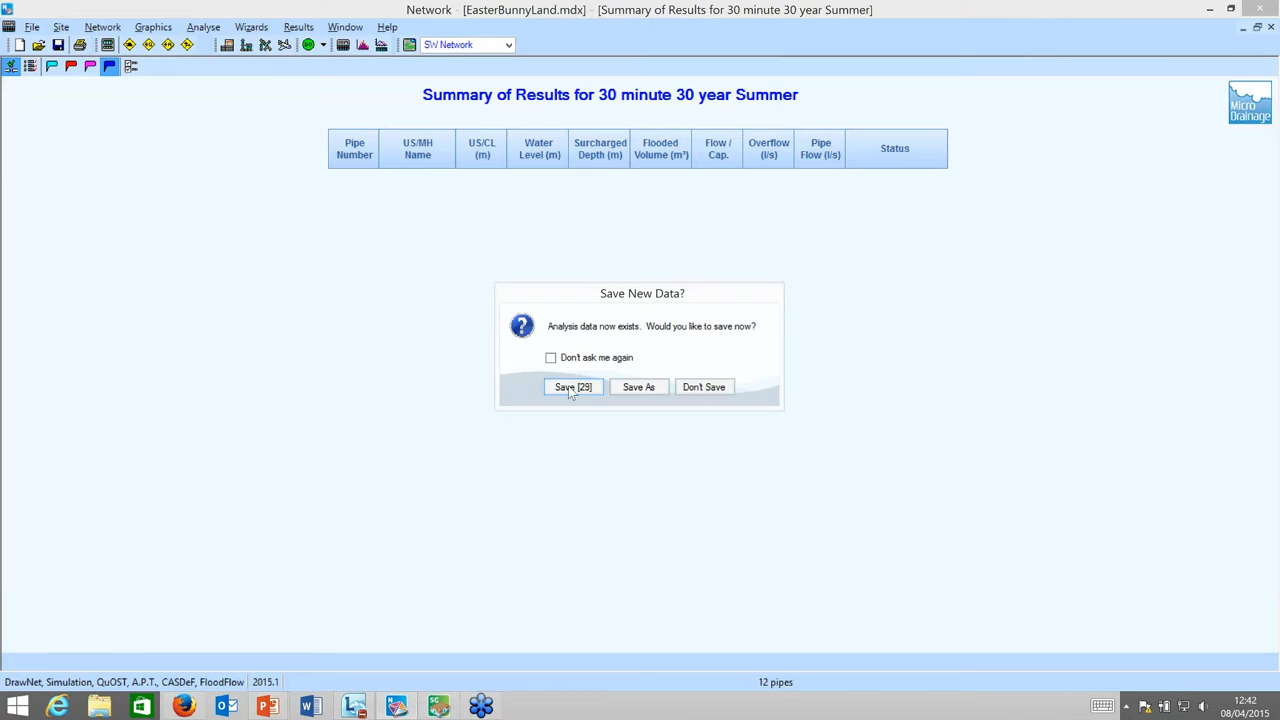 Network - [EasterBunnyLand.mdx] - [Summary of Results for 30 minute 30 year Summer]
File Site Network Graphics Analyse Wizards Results Window Help
SW Network
Summary of Results for 30 minute 30 year Summer
Micro Drainage
Pipe Number US/MH Name US/CL (m) Water Level (m) Surcharged Depth (m) Flooded Volume (m³) Flow / Cap. Overflow (l/s) Pipe Flow (l/s) Status
Save New Data?
Analysis data now exists. Would you like to save now?
Don't ask me again
Save [29] Save As Don't Save
DrawNet, Simulation, QuOST, A.P.T., CASDeF, FloodFlow 2015.1 12 pipes
12:42
08/04/2015